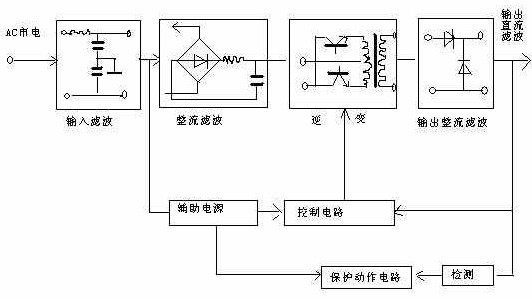 AC市电
输出
直流
滤波
输入滤波
整流滤波
逆 变
输出整流滤波
辅助电源
控制电路
保护动作电路
检测